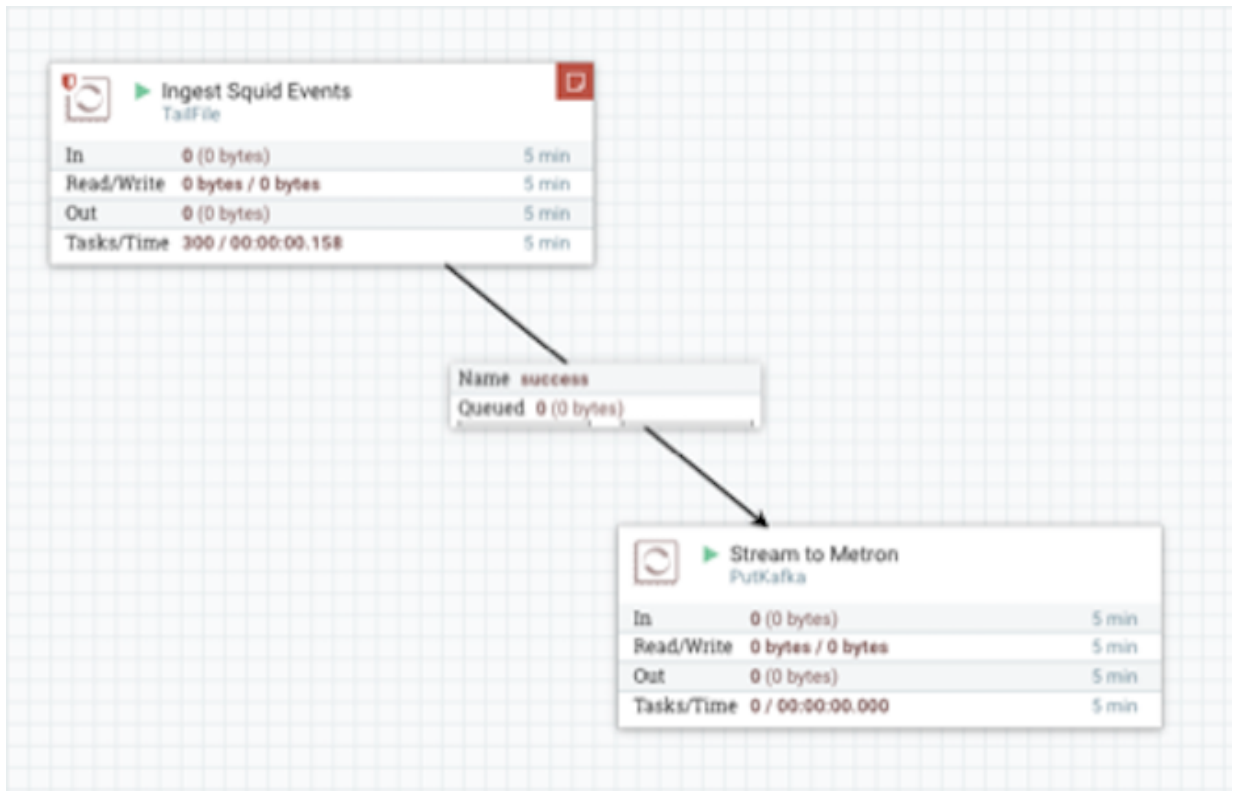 Ingest Squid Events
TailFile
In 0 (0 bytes) 5 min
Read/Write 0 bytes / 0 bytes 5 min
Out 0 (0 bytes) 5 min
Tasks/Time 300 / 00:00:00.158 5 min
Name success
Queued 0 (0 bytes)
Stream to Metron
PutKafka
In 0 (0 bytes) 5 min
Read/Write 0 bytes / 0 bytes 5 min
Out 0 (0 bytes) 5 min
Tasks/Time 0 / 00:00:00.000 5 min